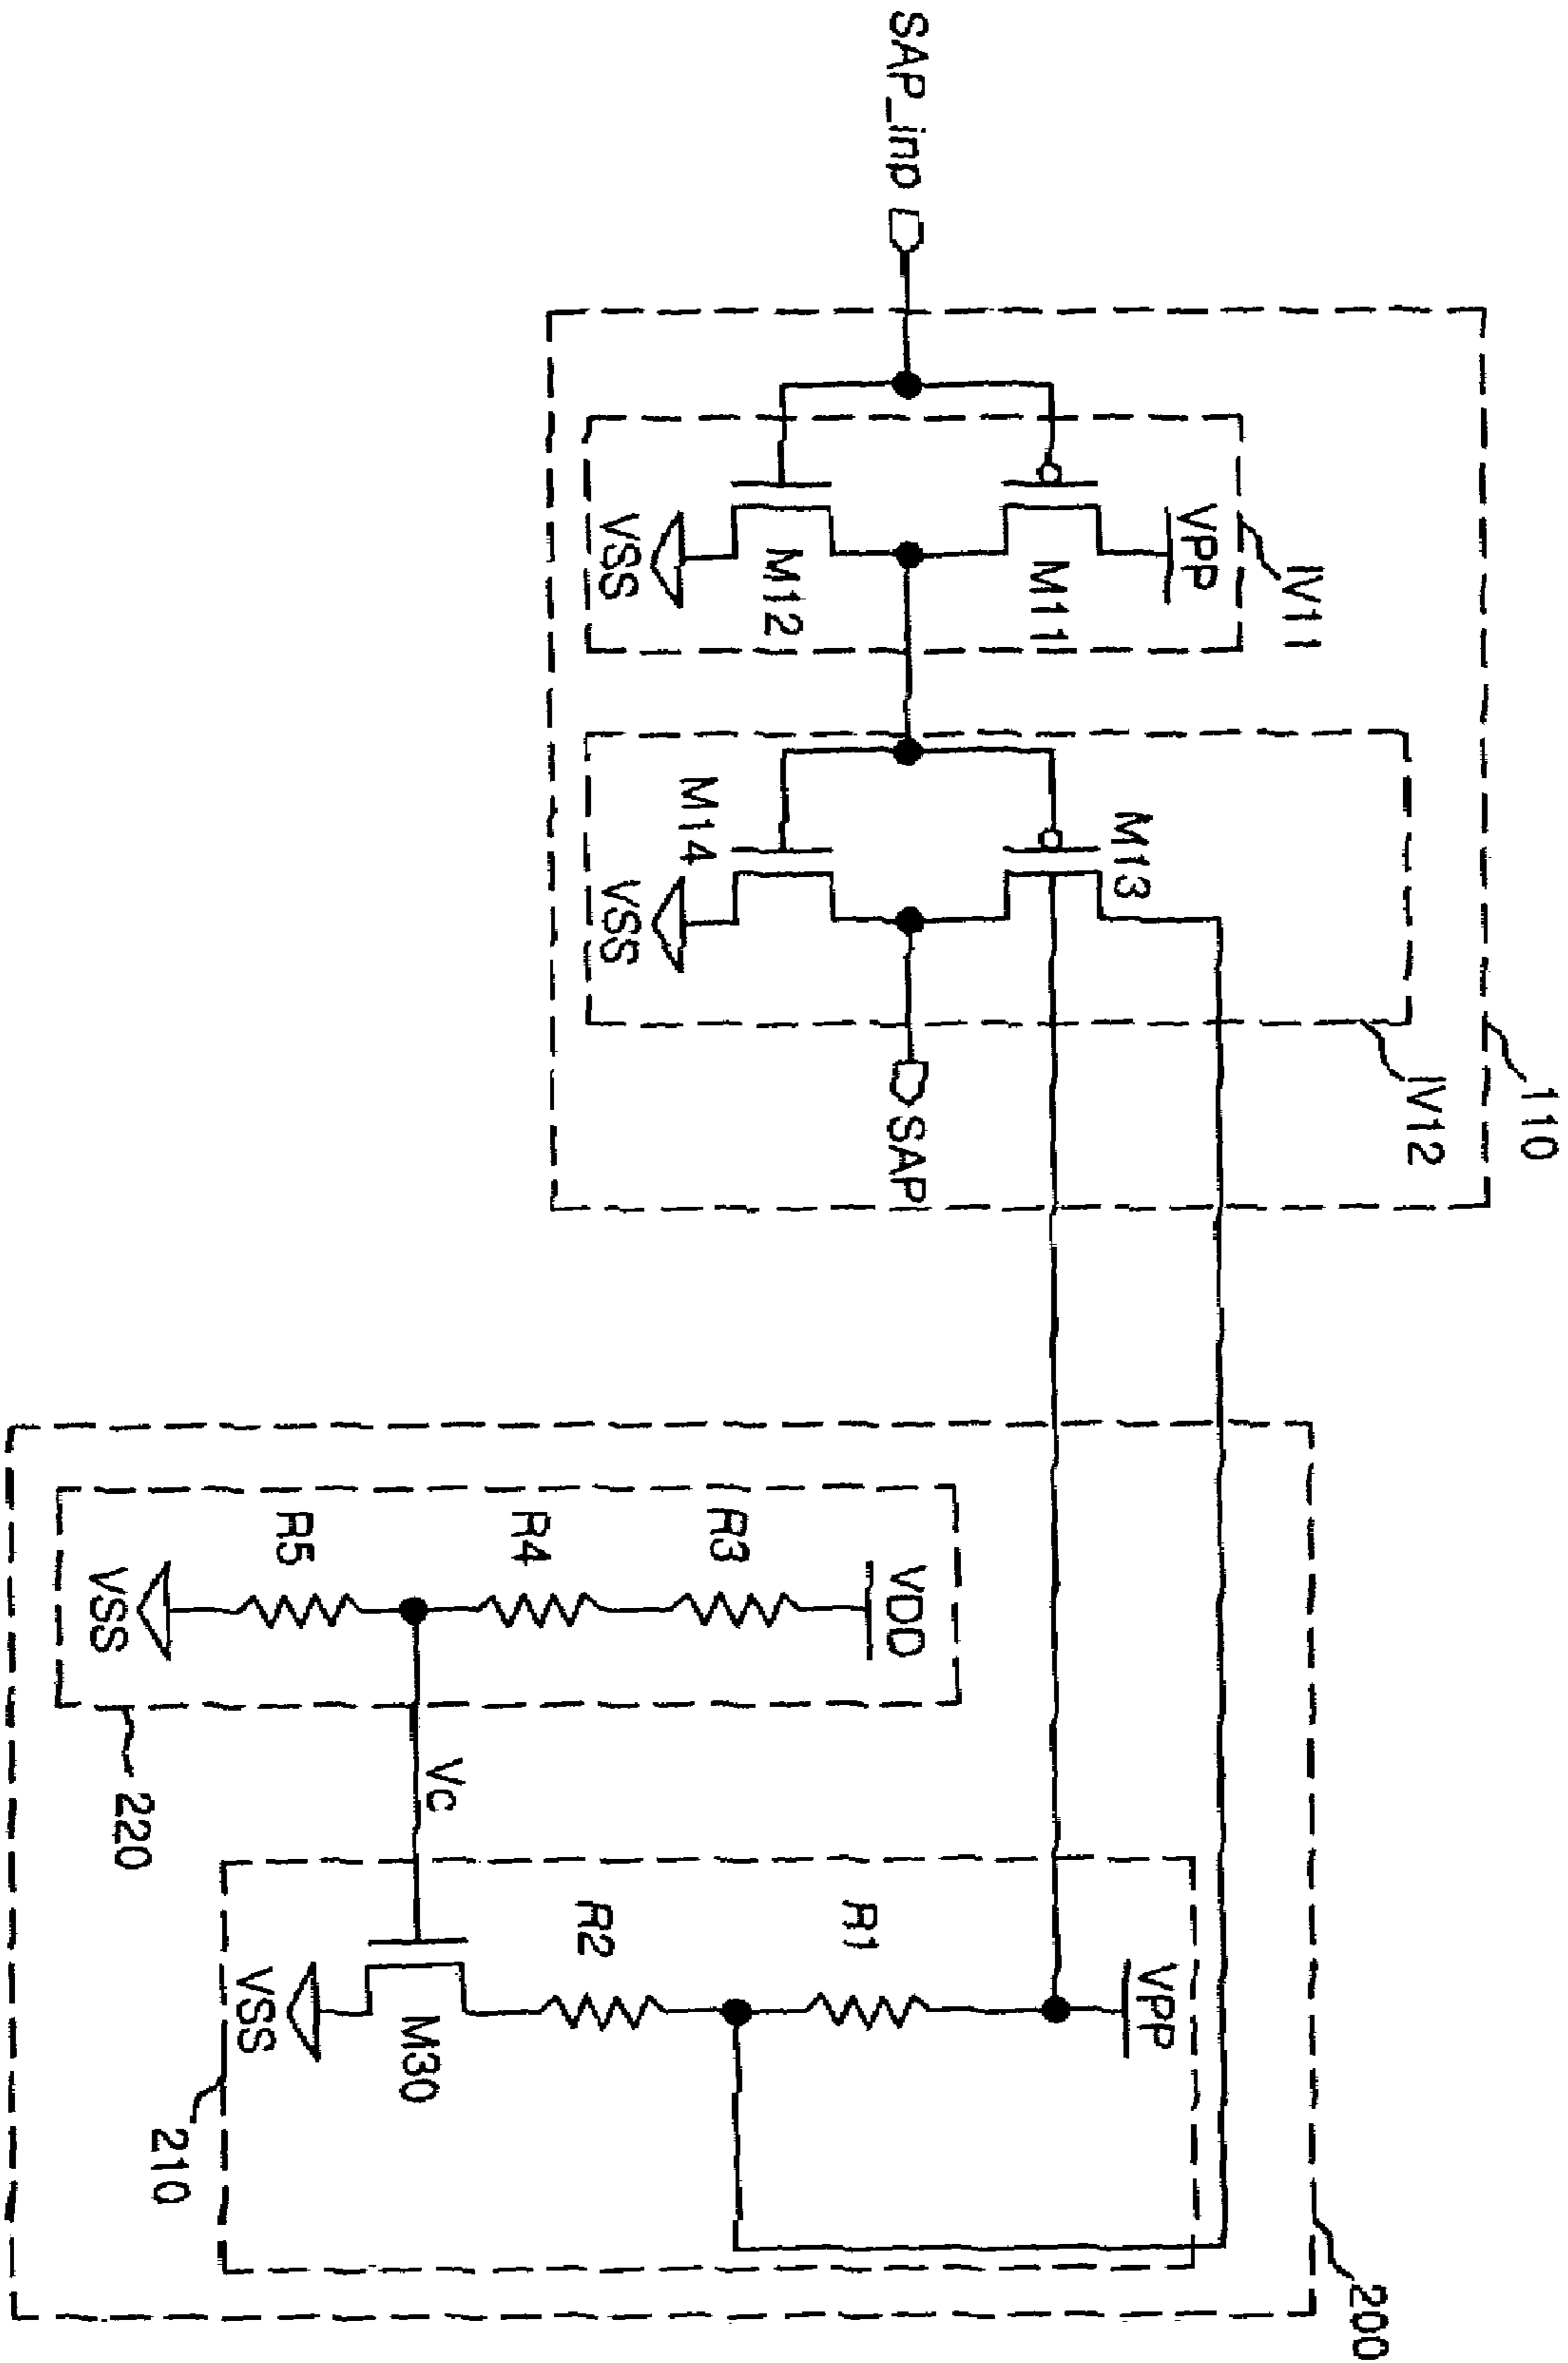 SAP_inp
110
IV11
VPP
M11
M12
VSS
IV12
M13
M14
VSS
SAP
200
220
VDD
R3
R4
R5
VSS
Vc
210
VPP
R1
R2
M30
VSS